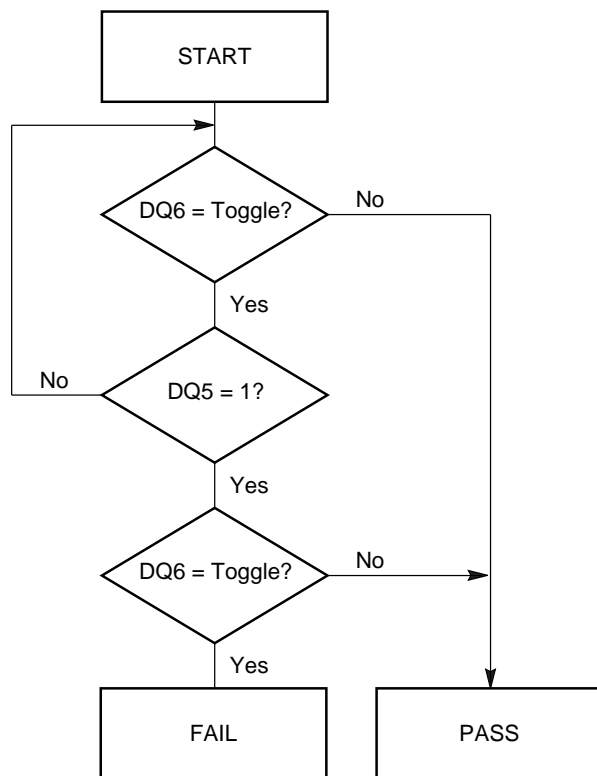 START
DQ6 = Toggle?
No
Yes
No
DQ5 = 1?
Yes
DQ6 = Toggle?
No
Yes
FAIL
PASS